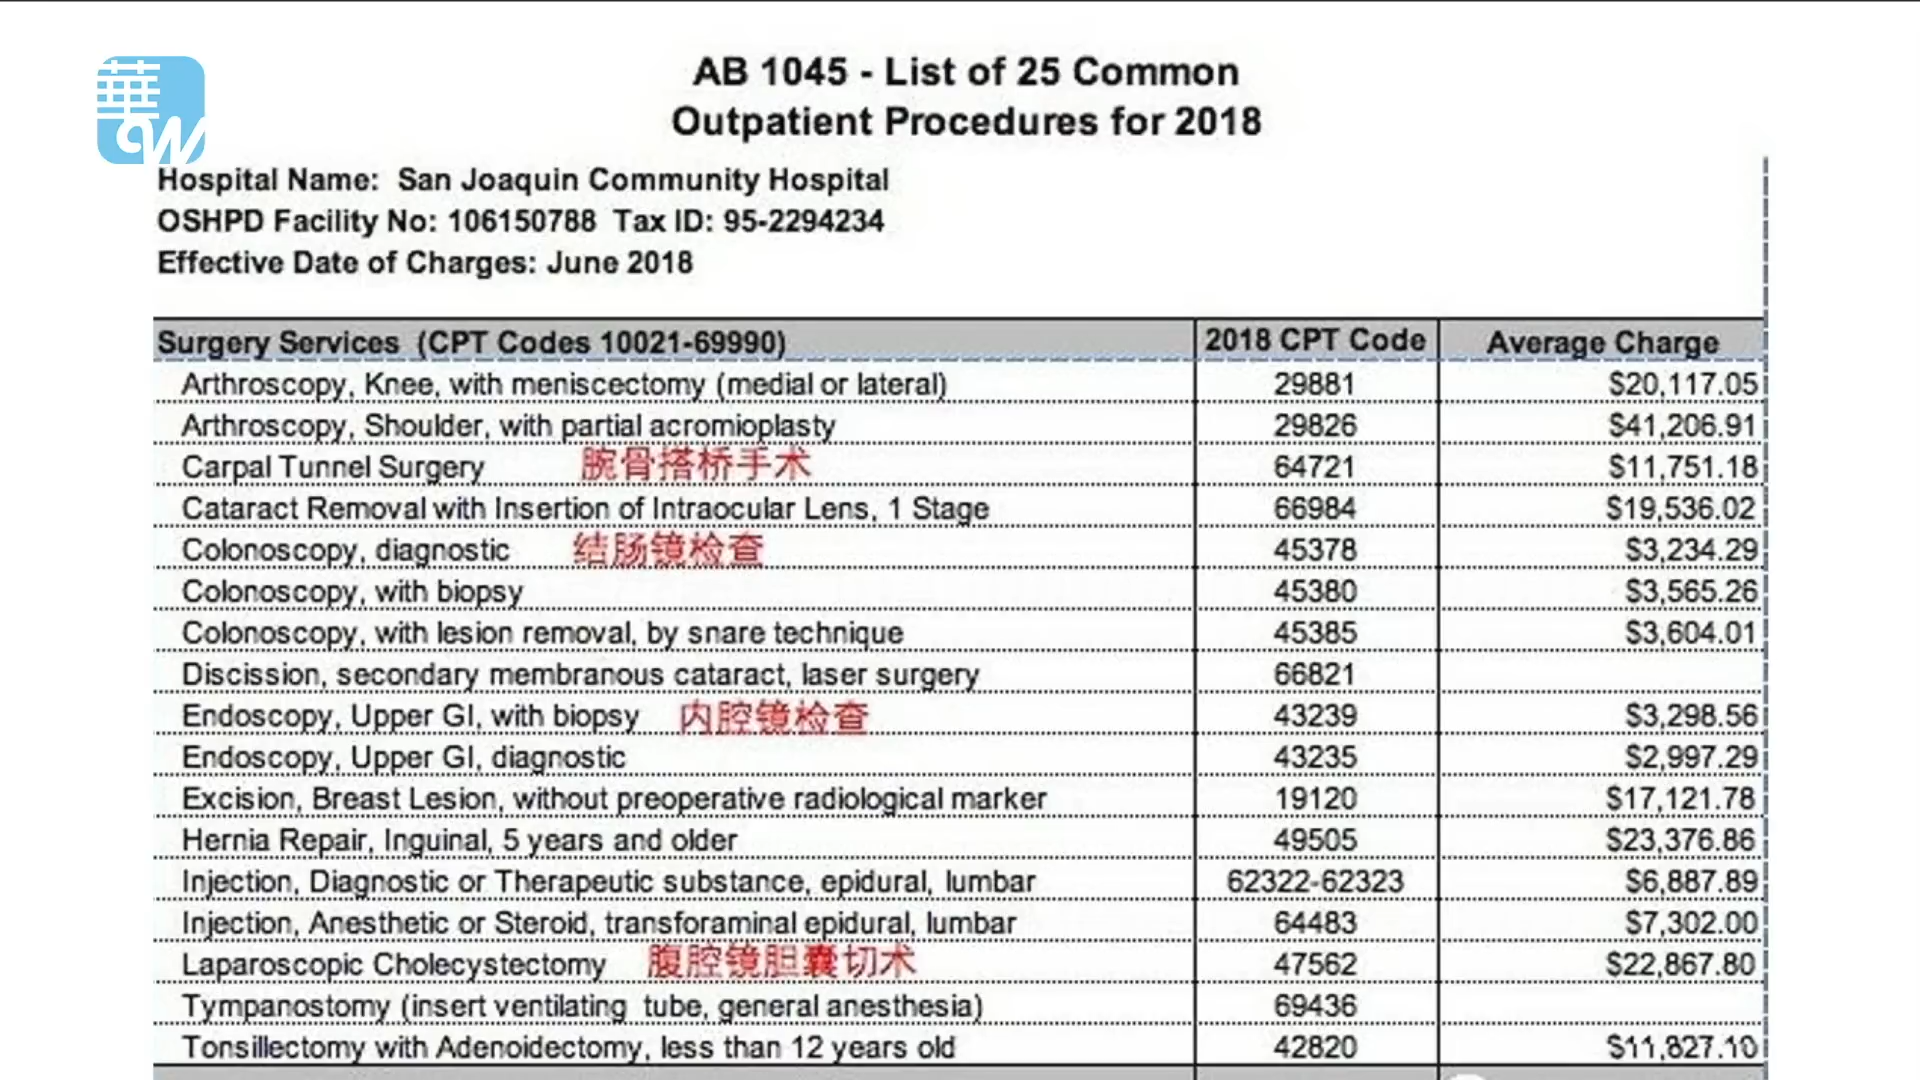 華
W
AB 1045 - List of 25 Common
Outpatient Procedures for 2018
Hospital Name: San Joaquin Community Hospital
OSHPD Facility No: 106150788 Tax ID: 95-2294234
Effective Date of Charges: June 2018
Surgery Services (CPT Codes 10021-69990) 2018 CPT Code Average Charge
Arthroscopy, Knee, with meniscectomy (medial or lateral) 29881 $20,117.05
Arthroscopy, Shoulder, with partial acromioplasty 29826 $41,206.91
Carpal Tunnel Surgery 腕骨搭桥手术 64721 $11,751.18
Cataract Removal with Insertion of Intraocular Lens, 1 Stage 66984 $19,536.02
Colonoscopy, diagnostic 结肠镜检查 45378 $3,234.29
Colonoscopy, with biopsy 45380 $3,565.26
Colonoscopy, with lesion removal, by snare technique 45385 $3,604.01
Discission, secondary membranous cataract, laser surgery 66821
Endoscopy, Upper GI, with biopsy 内腔镜检查 43239 $3,298.56
Endoscopy, Upper GI, diagnostic 43235 $2,997.29
Excision, Breast Lesion, without preoperative radiological marker 19120 $17,121.78
Hernia Repair, Inguinal, 5 years and older 49505 $23,376.86
Injection, Diagnostic or Therapeutic substance, epidural, lumbar 62322-62323 $6,887.89
Injection, Anesthetic or Steroid, transforaminal epidural, lumbar 64483 $7,302.00
Laparoscopic Cholecystectomy 腹腔镜胆囊切术 47562 $22,867.80
Tympanostomy (insert ventilating tube, general anesthesia) 69436
Tonsillectomy with Adenoidectomy, less than 12 years old 42820 $11,827.10